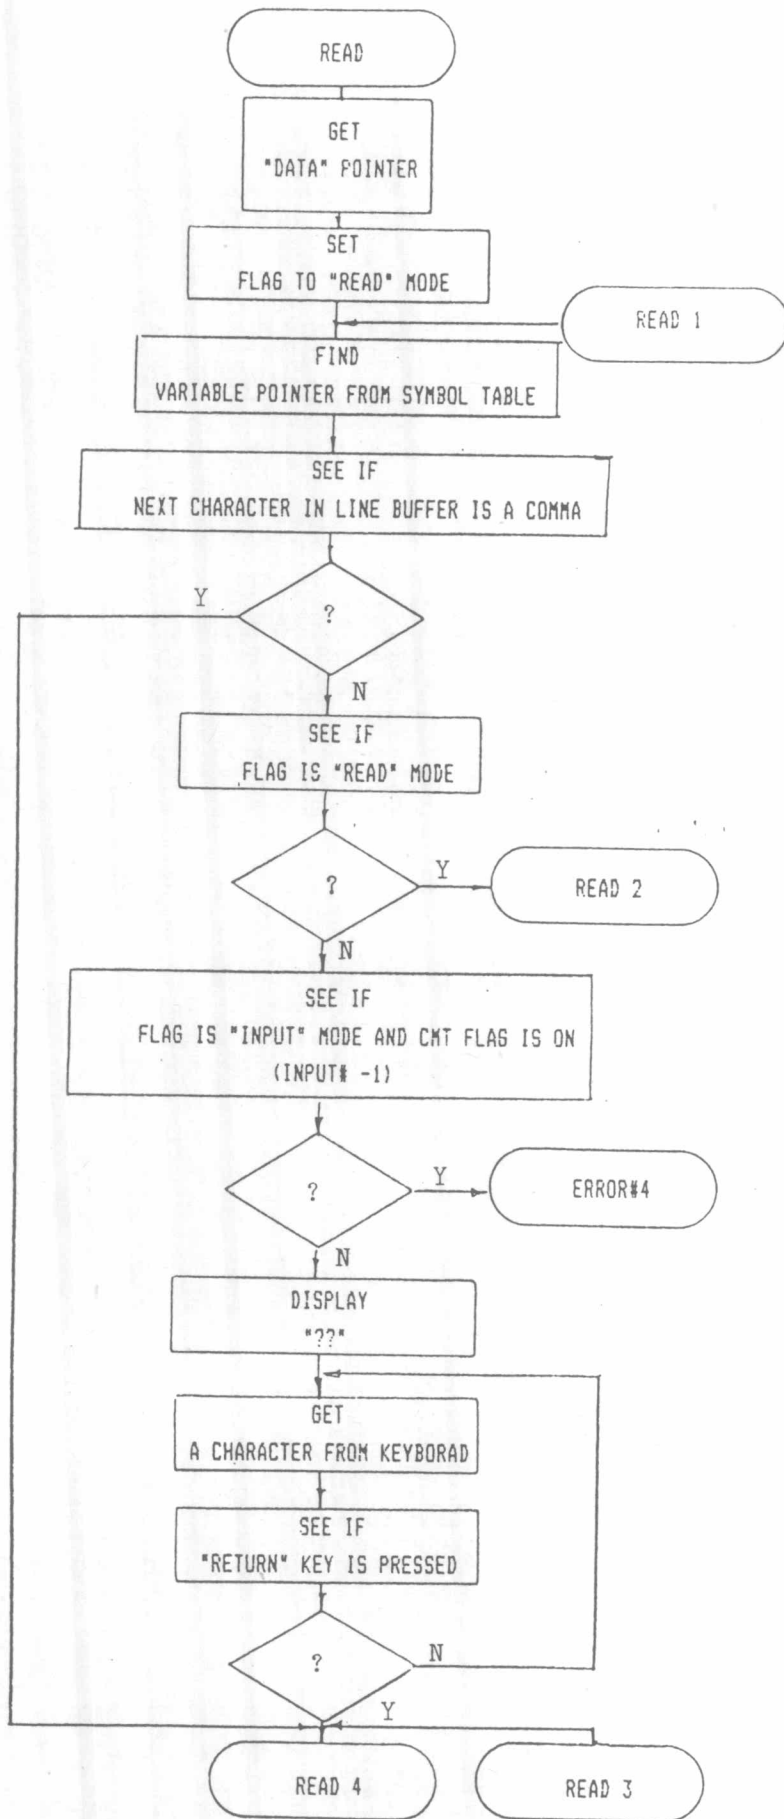 READ
GET
"DATA" POINTER
SET
FLAG TO "READ" MODE
READ 1
FIND
VARIABLE POINTER FROM SYMBOL TABLE
SEE IF
NEXT CHARACTER IN LINE BUFFER IS A COMMA
Y
?
N
SEE IF
FLAG IS "READ" MODE
?
Y
READ 2
N
SEE IF
FLAG IS "INPUT" MODE AND CMT FLAG IS ON
(INPUT# -1)
?
Y
ERROR#4
N
DISPLAY
"??"
GET
A CHARACTER FROM KEYBORAD
SEE IF
"RETURN" KEY IS PRESSED
?
N
Y
READ 4
READ 3